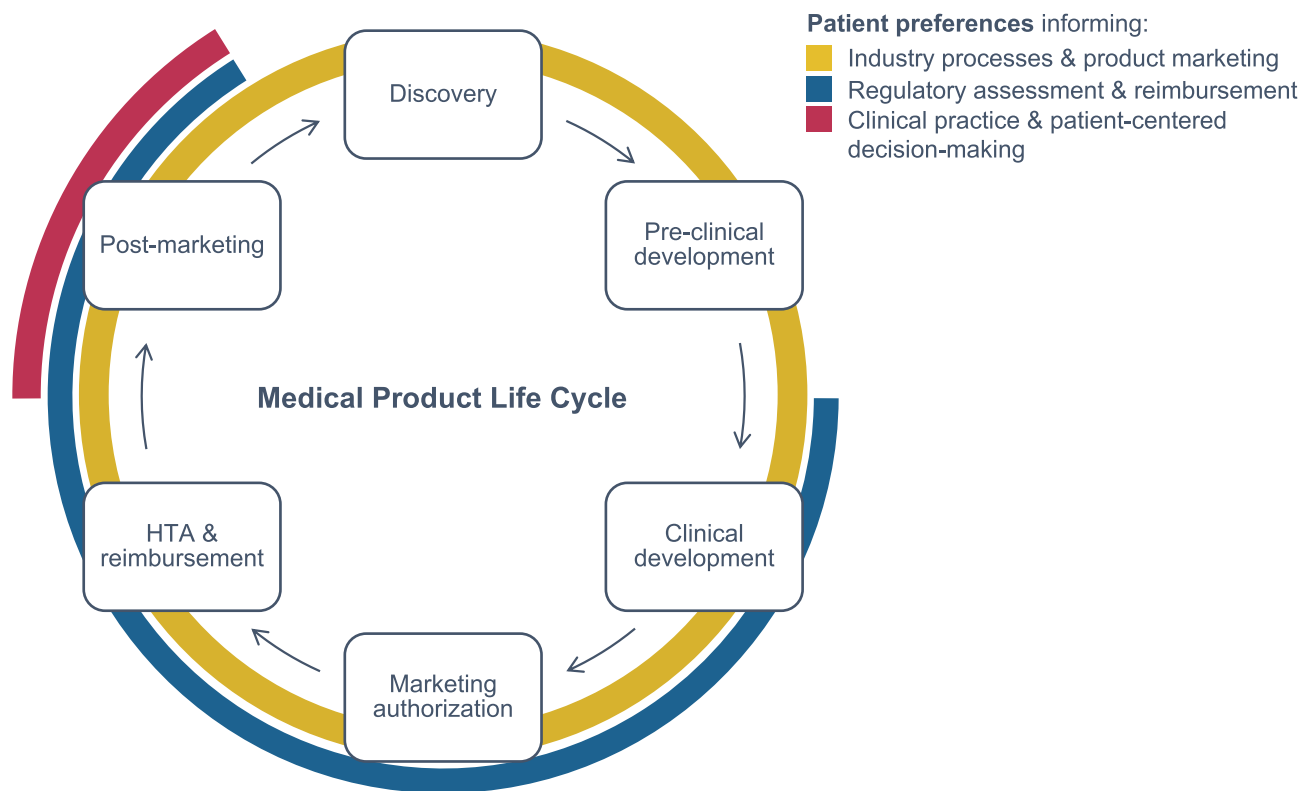 Patient preferences informing:
Industry processes & product marketing
Regulatory assessment & reimbursement
Clinical practice & patient-centered
decision-making
Discovery
Pre-clinical
development
Clinical
development
Marketing
authorization
HTA &
reimbursement
Post-marketing
Medical Product Life Cycle